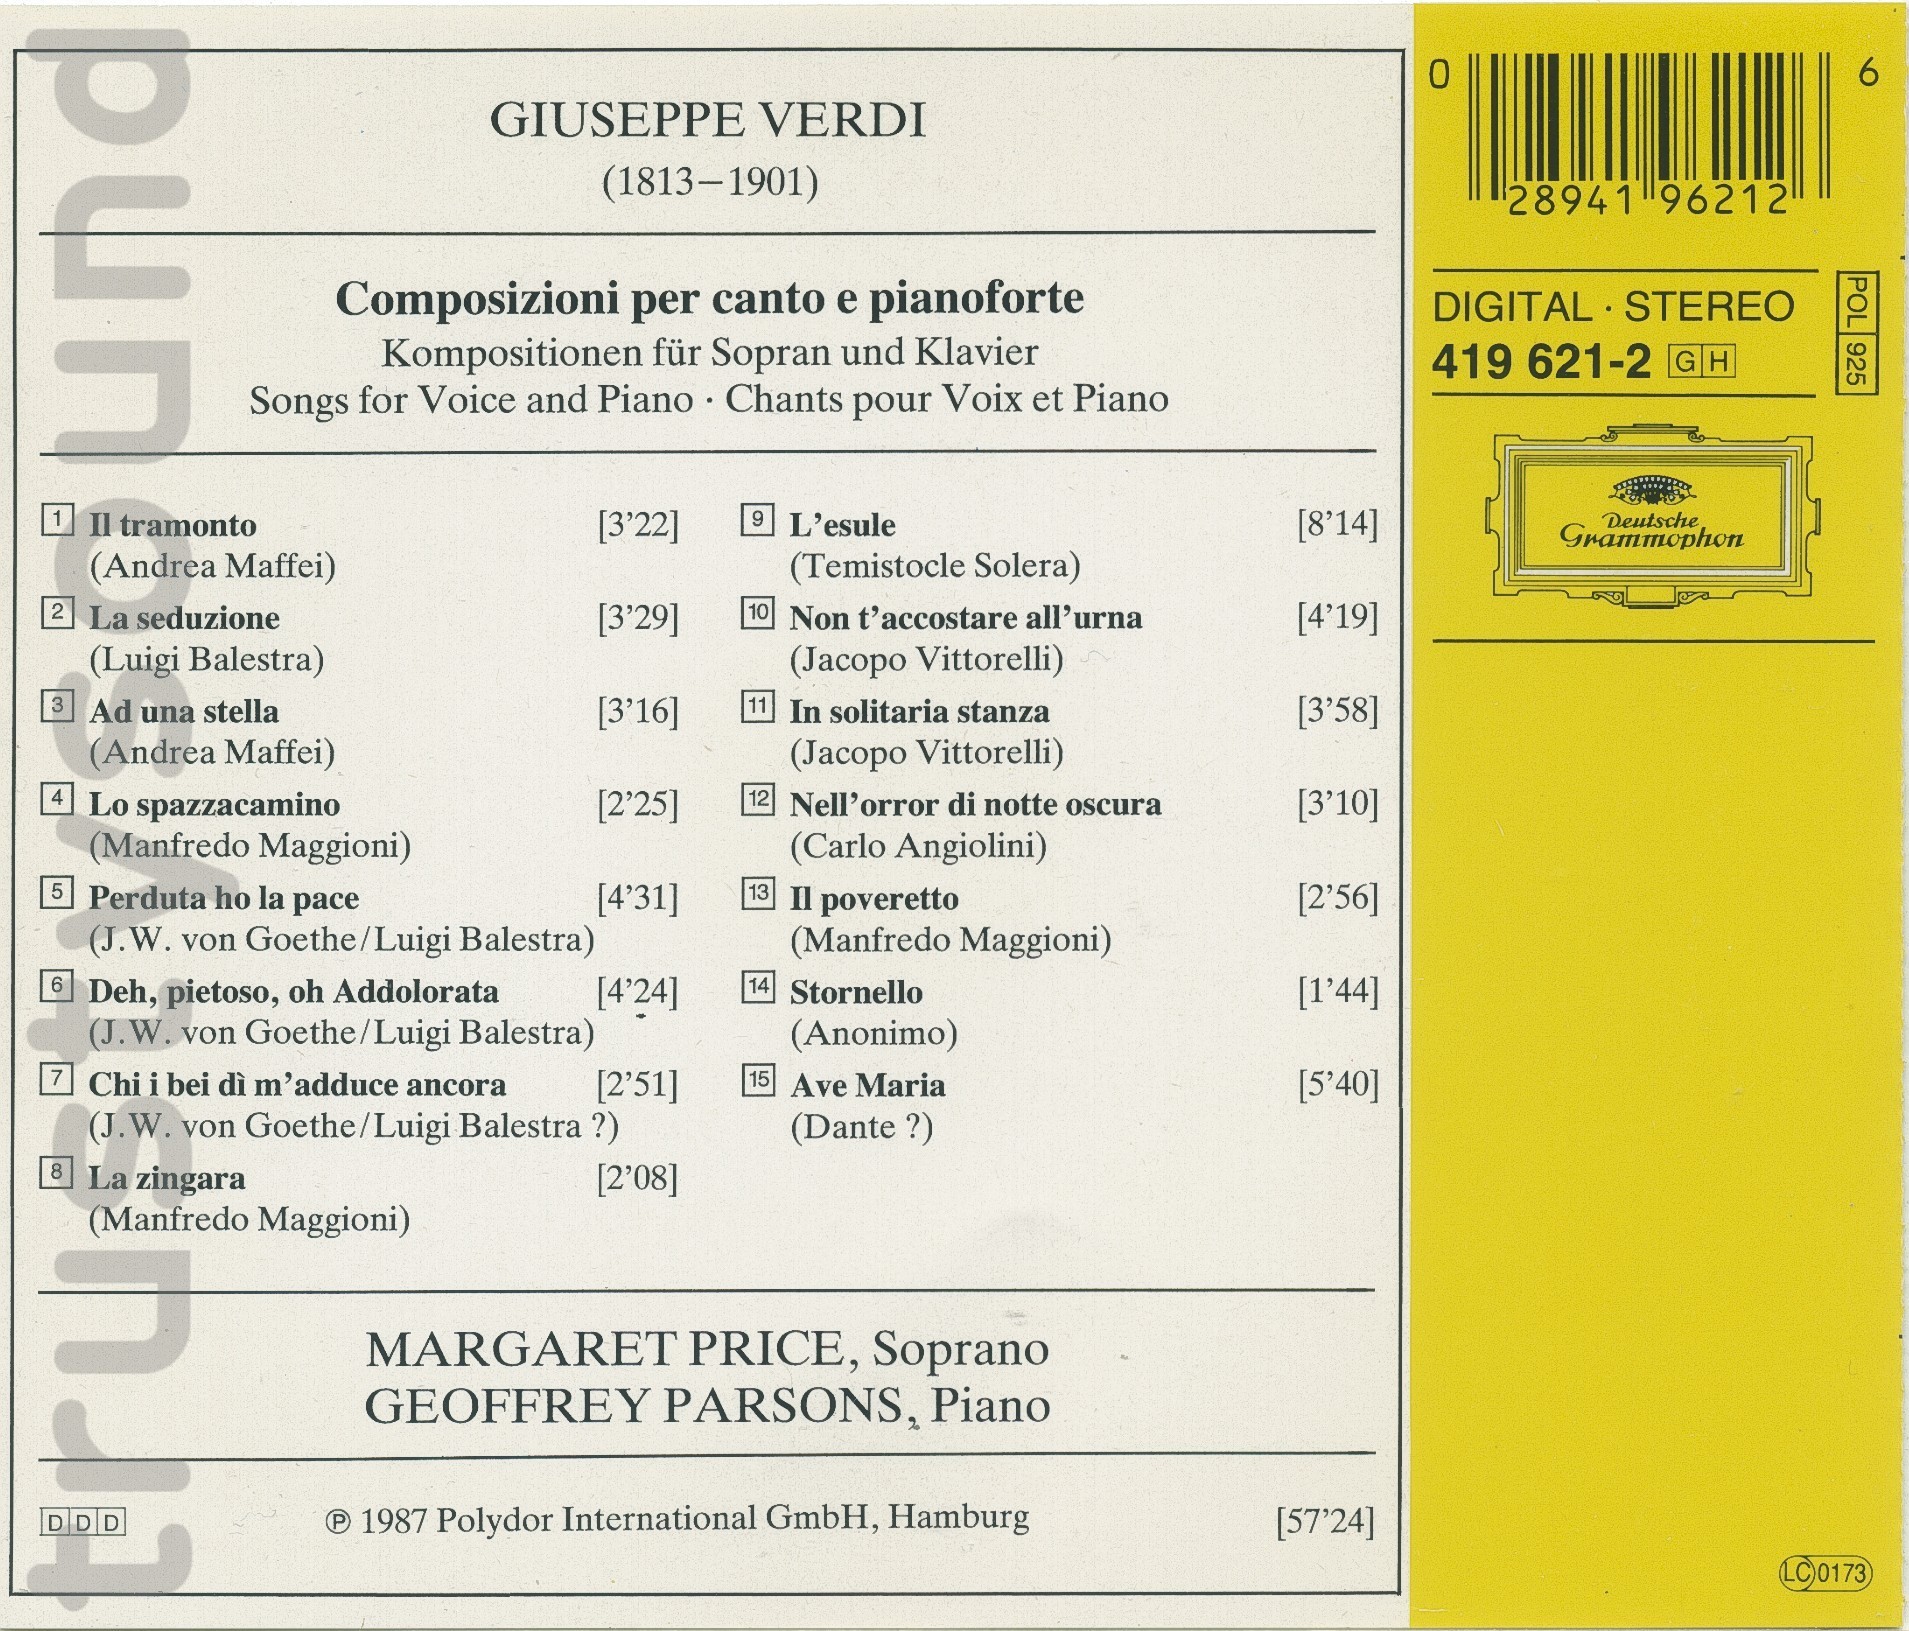 GIUSEPPE VERDI
(1813–1901)
Composizioni per canto e pianoforte
Kompositionen für Sopran und Klavier
Songs for Voice and Piano · Chants pour Voix et Piano
1 Il tramonto [3’22]
(Andrea Maffei)
2 La seduzione [3’29]
(Luigi Balestra)
3 Ad una stella [3’16]
(Andrea Maffei)
4 Lo spazzacamino [2’25]
(Manfredo Maggioni)
5 Perduta ho la pace [4’31]
(J.W. von Goethe/Luigi Balestra)
6 Deh, pietoso, oh Addolorata [4’24]
(J.W. von Goethe/Luigi Balestra)
7 Chi i bei dì m’adduce ancora [2’51]
(J.W. von Goethe/Luigi Balestra ?)
8 La zingara [2’08]
(Manfredo Maggioni)
9 L’esule [8’14]
(Temistocle Solera)
10 Non t’accostare all’urna [4’19]
(Jacopo Vittorelli)
11 In solitaria stanza [3’58]
(Jacopo Vittorelli)
12 Nell’orror di notte oscura [3’10]
(Carlo Angiolini)
13 Il poveretto [2’56]
(Manfredo Maggioni)
14 Stornello [1’44]
(Anonimo)
15 Ave Maria [5’40]
(Dante ?)
MARGARET PRICE, Soprano
GEOFFREY PARSONS, Piano
DDD ℗ 1987 Polydor International GmbH, Hamburg [57’24]
0 28941 96212 6
DIGITAL · STEREO
419 621-2 GH
POL 925
Deutsche
Grammophon
LC 0173
trustysound